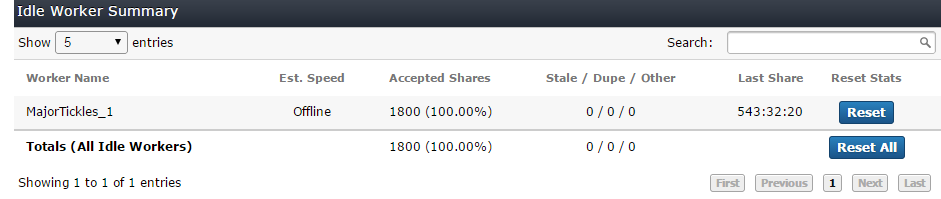 Idle Worker Summary
Show 5 entries Search:
Worker Name Est. Speed Accepted Shares Stale / Dupe / Other Last Share Reset Stats
MajorTickles_1 Offline 1800 (100.00%) 0 / 0 / 0 543:32:20 Reset
Totals (All Idle Workers) 1800 (100.00%) 0 / 0 / 0 Reset All
Showing 1 to 1 of 1 entries First Previous 1 Next Last